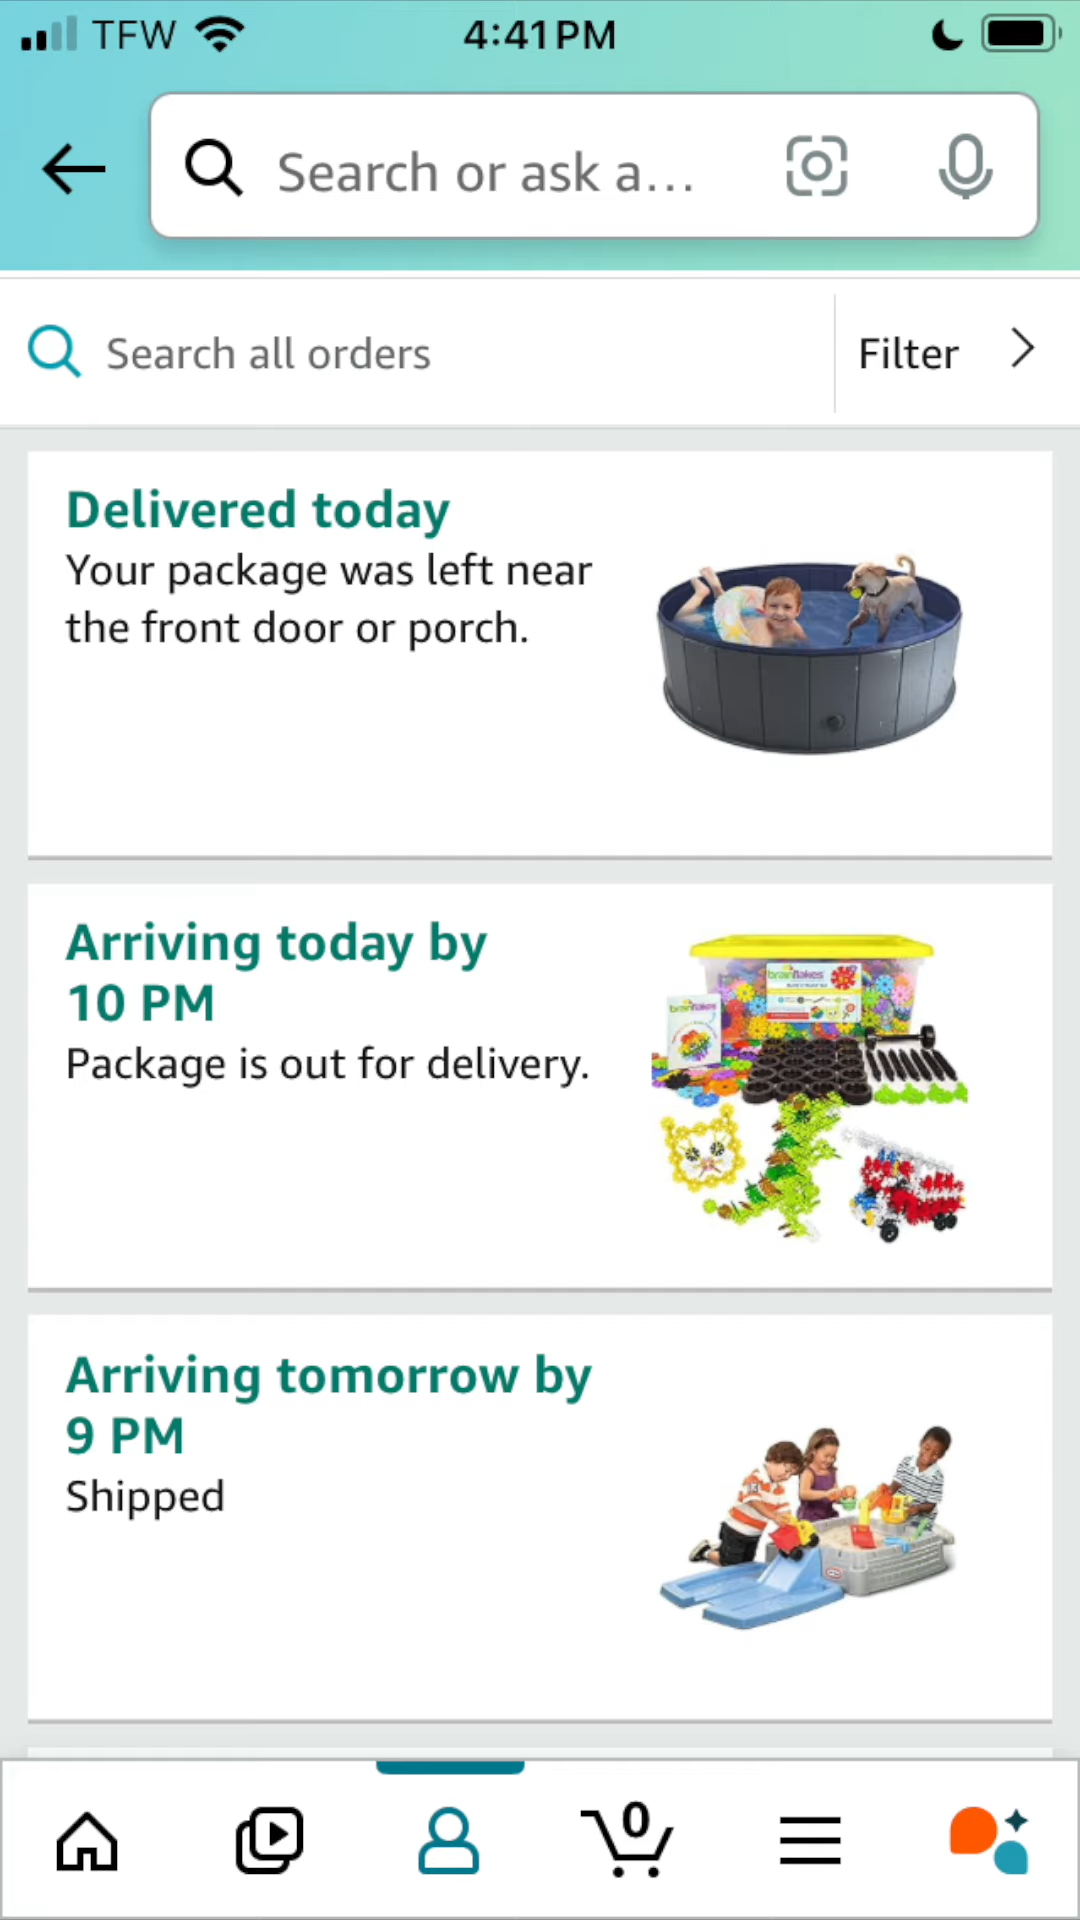 TFW 4:41 PM
Search or ask a...
Search all orders Filter
Delivered today
Your package was left near
the front door or porch.
Arriving today by
10 PM
Package is out for delivery.
brainflakes
brainflakes
Arriving tomorrow by
9 PM
Shipped
0